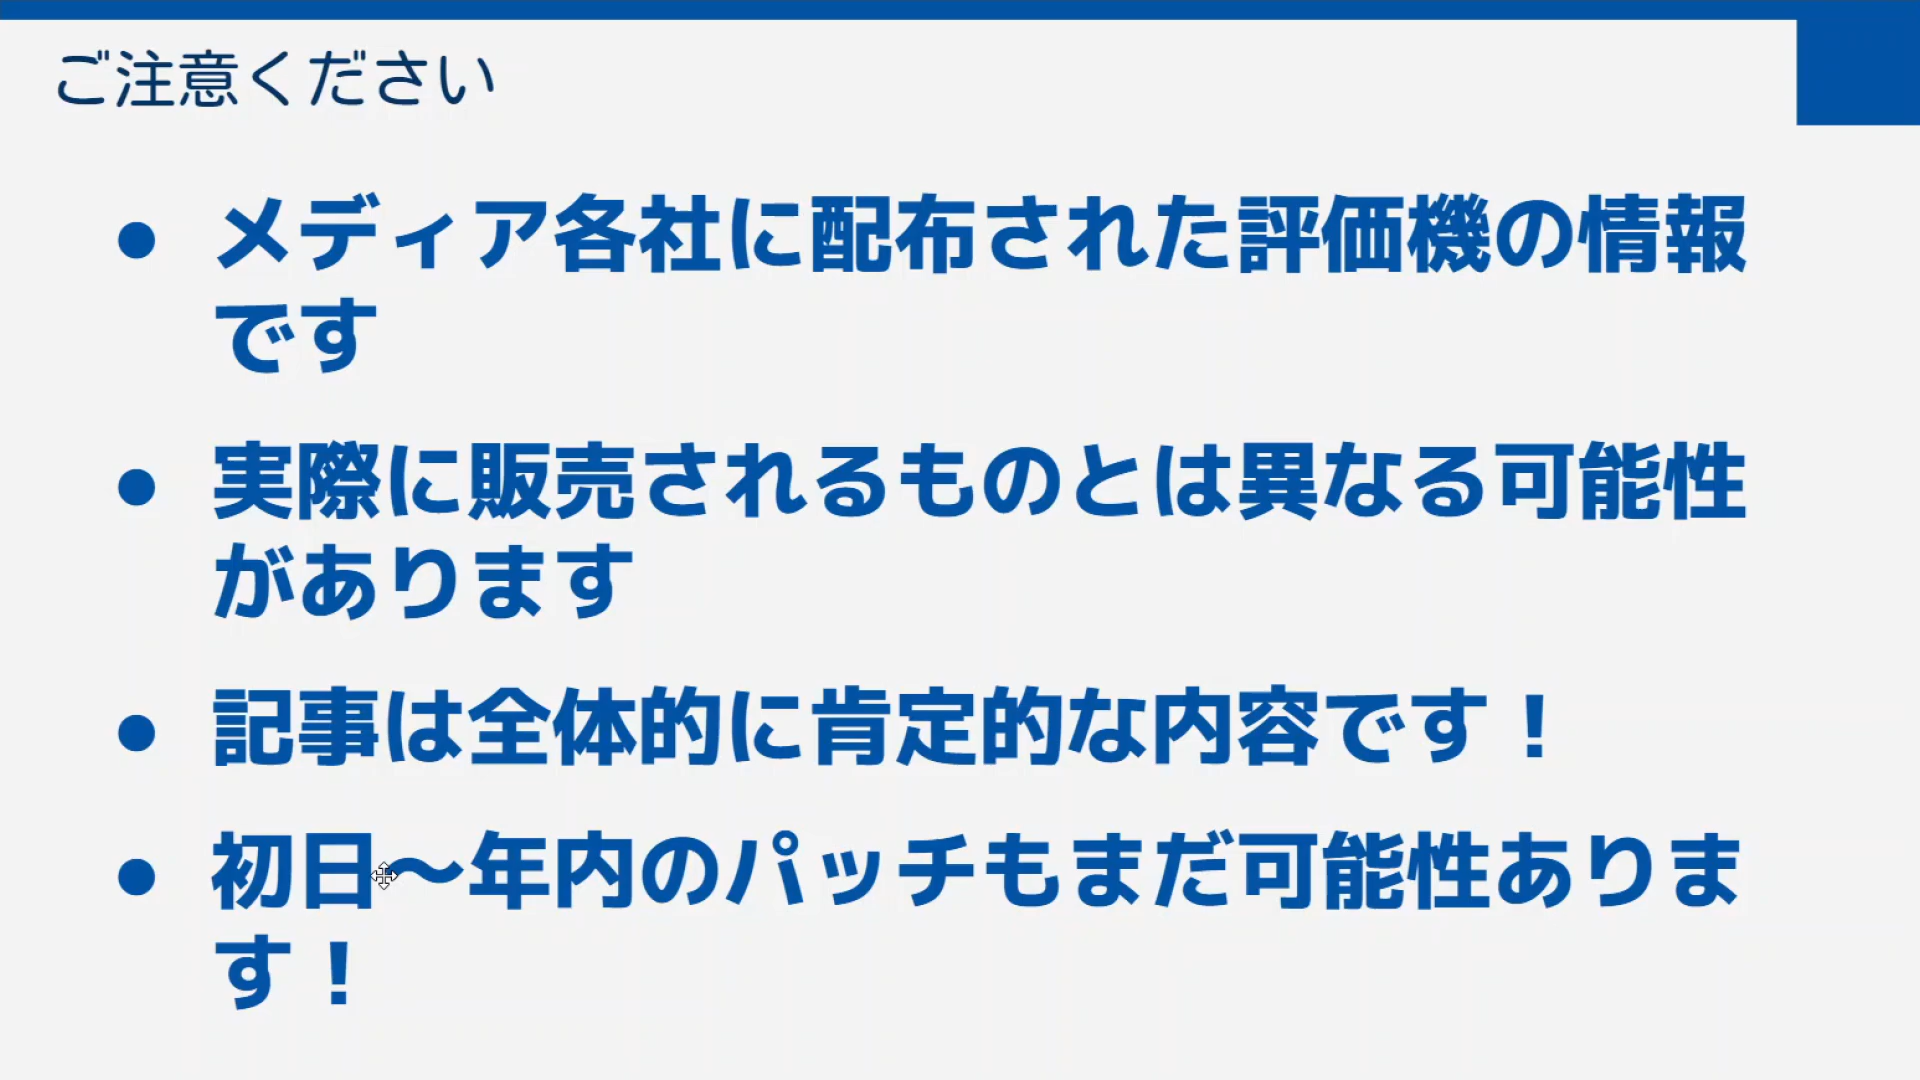 ご注意ください
● メディア各社に配布された評価機の情報
です
● 実際に販売されるものとは異なる可能性
があります
● 記事は全体的に肯定的な内容です！
● 初日〜年内のパッチもまだ可能性ありま
す！